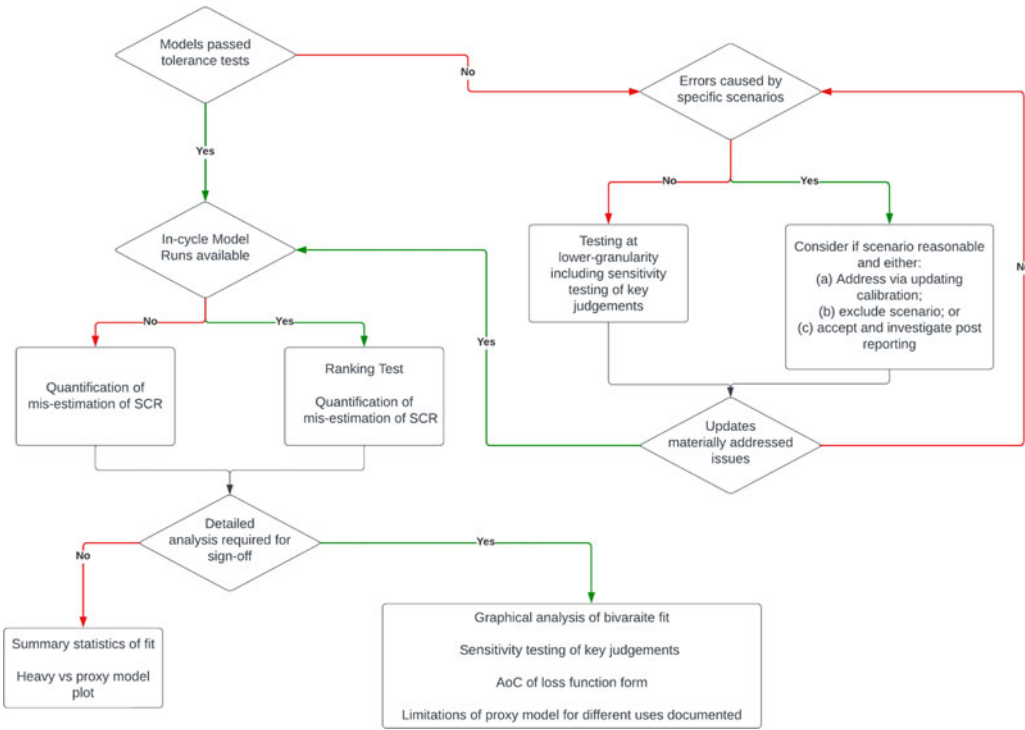 Models passed
tolerance tests
No
Errors caused by
specific scenarios
Yes
No
Yes
In-cycle Model
Runs available
Testing at
lower-granularity
including sensitivity
testing of key
judgements
Consider if scenario reasonable
and either:
(a) Address via updating
calibration;
(b) exclude scenario; or
(c) accept and investigate post
reporting
No
No
Yes
Yes
Quantification of
mis-estimation of SCR
Ranking Test
Quantification of
mis-estimation of SCR
Updates
materially addressed
issues
Detailed
analysis required for
sign-off
No
Yes
Summary statistics of fit
Heavy vs proxy model
plot
Graphical analysis of bivaraite fit
Sensitivity testing of key judgements
AoC of loss function form
Limitations of proxy model for different uses documented